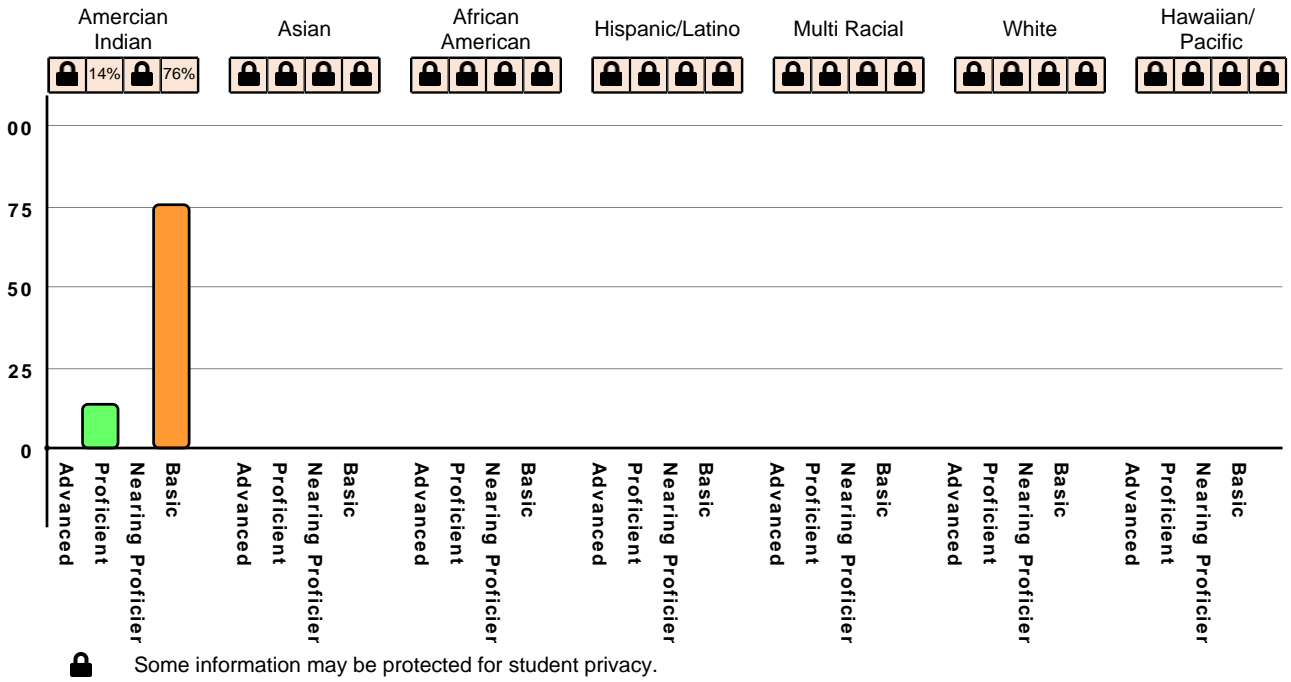 Amercian
Indian
Asian
African
American
Hispanic/Latino
Multi Racial
White
Hawaiian/
Pacific
14%
76%
00
75
50
25
0
Advanced
Proficient
Nearing Proficier
Basic
Advanced
Proficient
Nearing Proficier
Basic
Advanced
Proficient
Nearing Proficier
Basic
Advanced
Proficient
Nearing Proficier
Basic
Advanced
Proficient
Nearing Proficier
Basic
Advanced
Proficient
Nearing Proficier
Basic
Advanced
Proficient
Nearing Proficier
Basic
Some information may be protected for student privacy.